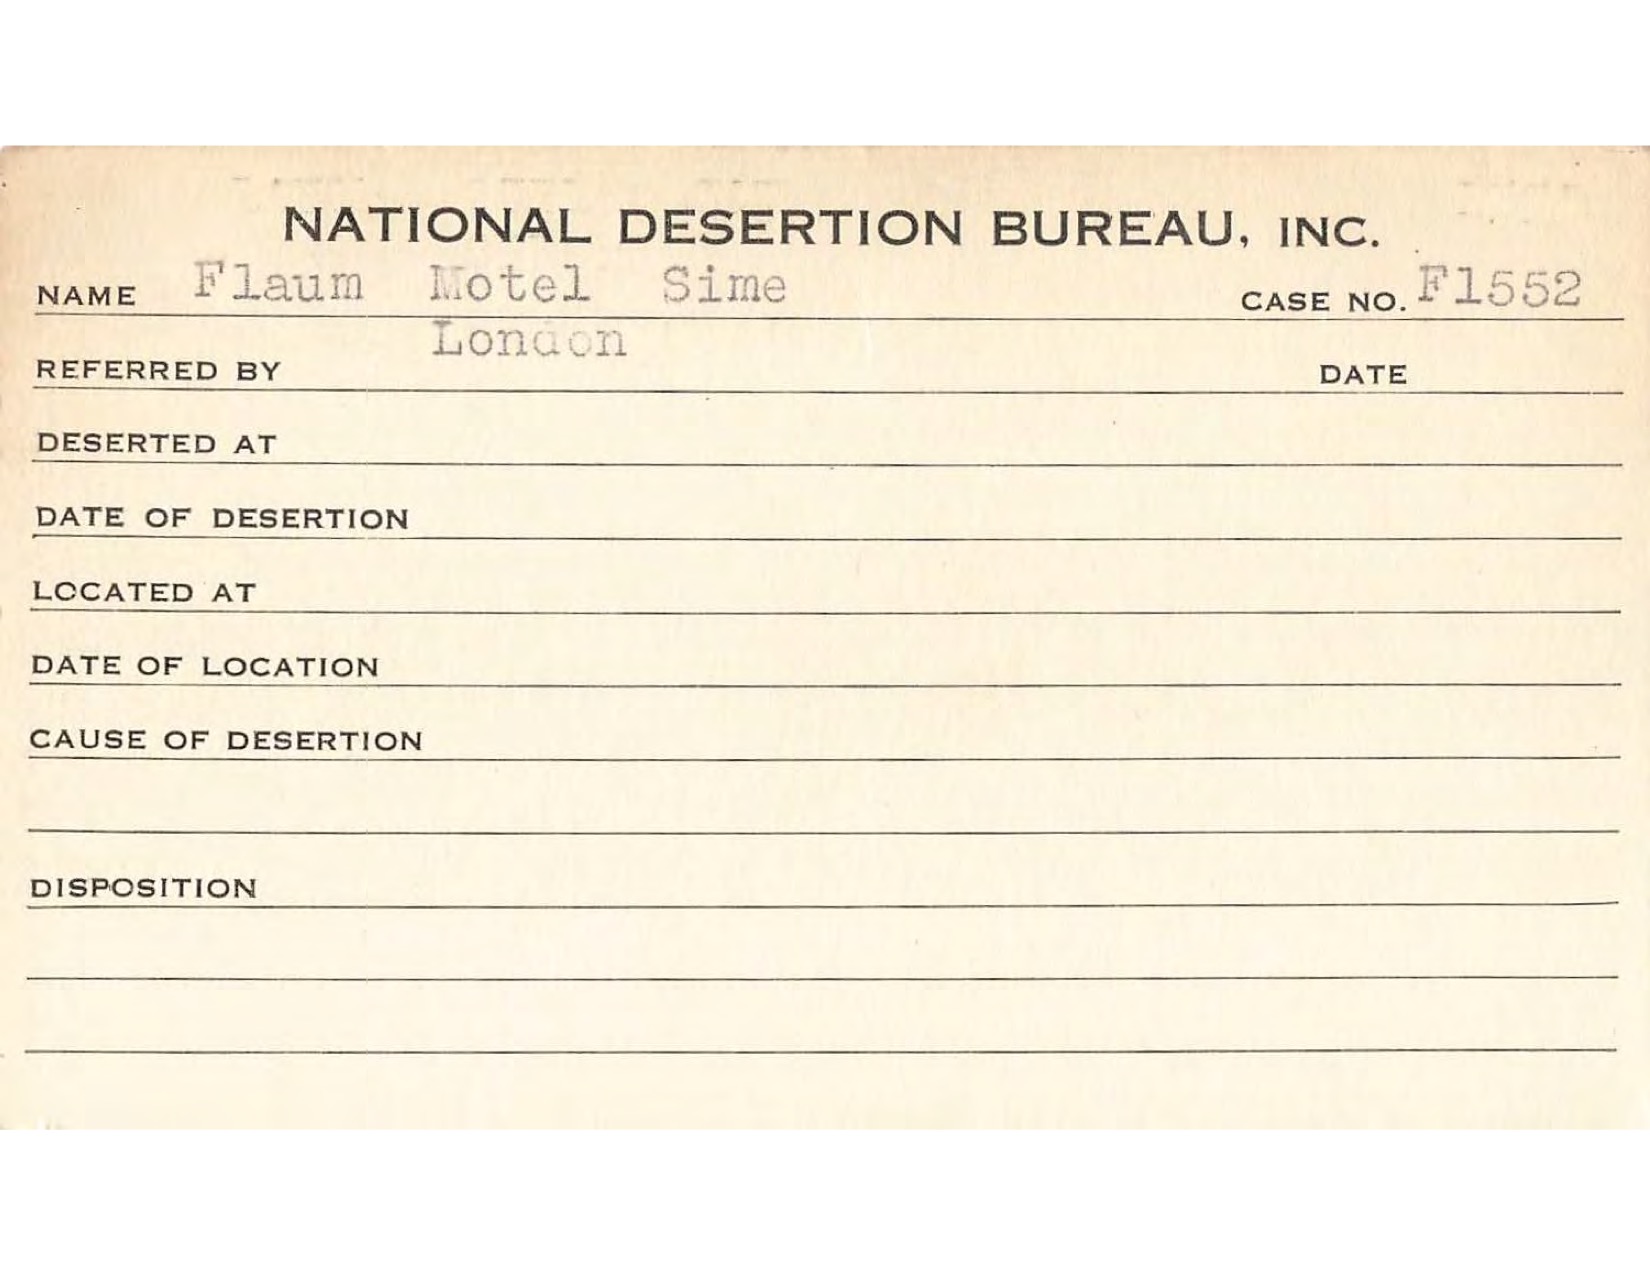 NATIONAL DESERTION BUREAU, INC.
NAME Flaum Motel Sime CASE NO. F1552
London
REFERRED BY DATE
DESERTED AT
DATE OF DESERTION
LOCATED AT
DATE OF LOCATION
CAUSE OF DESERTION
DISPOSITION